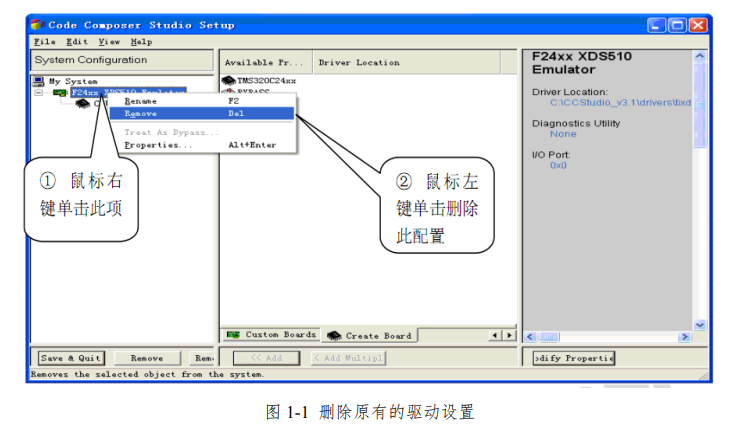 Code Composer Studio Setup
File Edit View Help
System Configuration
Available Pr... Driver Location
My System
F24xx XDS510 Emulator
C
TMS320C24xx
BYPASS
Rename F2
Remove Del
Treat As Bypass...
Properties... Alt+Enter
① 鼠标右
键单击此项
② 鼠标左
键单击删除
此配置
F24xx XDS510
Emulator
Driver Location:
C:\CCStudio_v3.1\drivers\tixd
Diagnostics Utility
None
I/O Port:
0x0
Custom Boards Create Board
Save & Quit Remove Rem
<< Add < Add Multipl
odify Propertie
Removes the selected object from the system.
图 1-1 删除原有的驱动设置